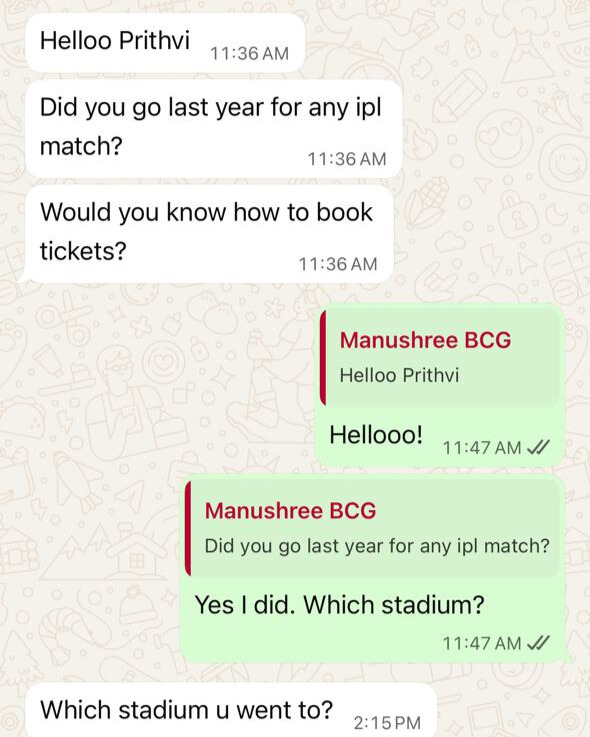 Helloo Prithvi
11:36 AM
Did you go last year for any ipl
match?
11:36 AM
Would you know how to book
tickets?
11:36 AM
Manushree BCG
Helloo Prithvi
Hellooo!
11:47 AM
Manushree BCG
Did you go last year for any ipl match?
Yes I did. Which stadium?
11:47 AM
Which stadium u went to?
2:15 PM